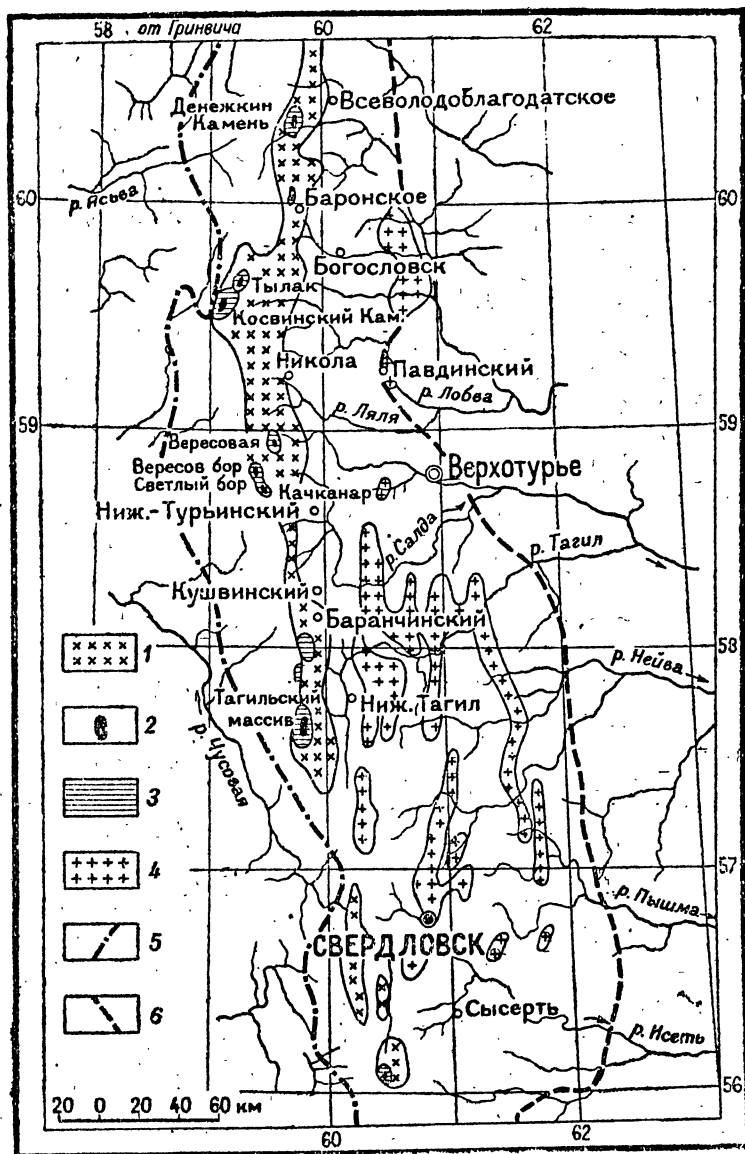 58 от Гринвича 60 62
Денежкин
Камень
Всеволодоблагодатское
60 60
р. Ясьва
Баронское
Богословск
Тылак
Косвинский Кам.
Никола
Павдинский
р. Лобва
р. Ляля
59 59
Вересовая
Вересов бор
Светлый бор
Верхотурье
Качканар
Ниж.-Турьинский
р. Салда
р. Тагил
Кушвинский
Баранчинский
58
р. Нейва
Тагильский
массив
Ниж. Тагил
р. Чусовая
1
2
3
4
5
6
57
р. Пышма
СВЕРДЛОВСК
Сысерть
р. Исеть
56
20 0 20 40 60 км
60 62